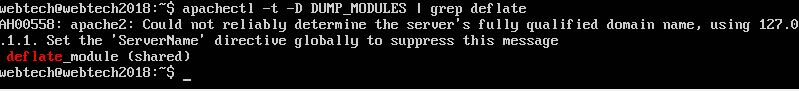 webtech@webtech2018:~$ apachectl -t -D DUMP_MODULES | grep deflate
AH00558: apache2: Could not reliably determine the server's fully qualified domain name, using 127.0
.1.1. Set the 'ServerName' directive globally to suppress this message
deflate_module (shared)
webtech@webtech2018:~$ _